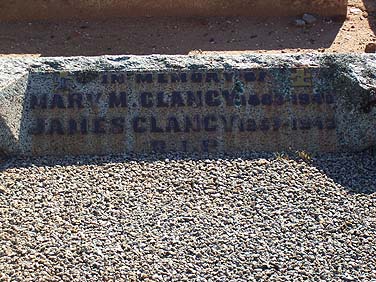 IN MEMORY OF
MARY M. CLANCY
JAMES CLANCY
R.I.P.